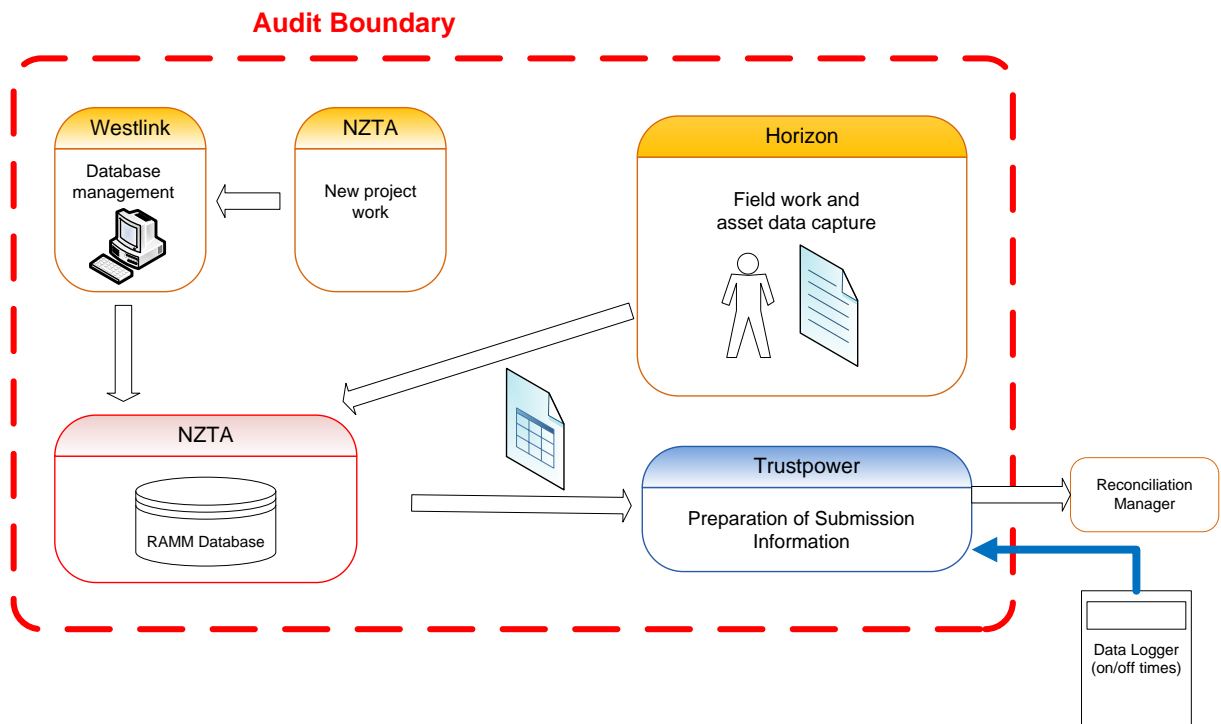 Audit Boundary
Westlink
Database
management
NZTA
New project
work
Horizon
Field work and
asset data capture
NZTA
RAMM Database
Trustpower
Preparation of Submission
Information
Reconciliation
Manager
Data Logger
(on/off times)